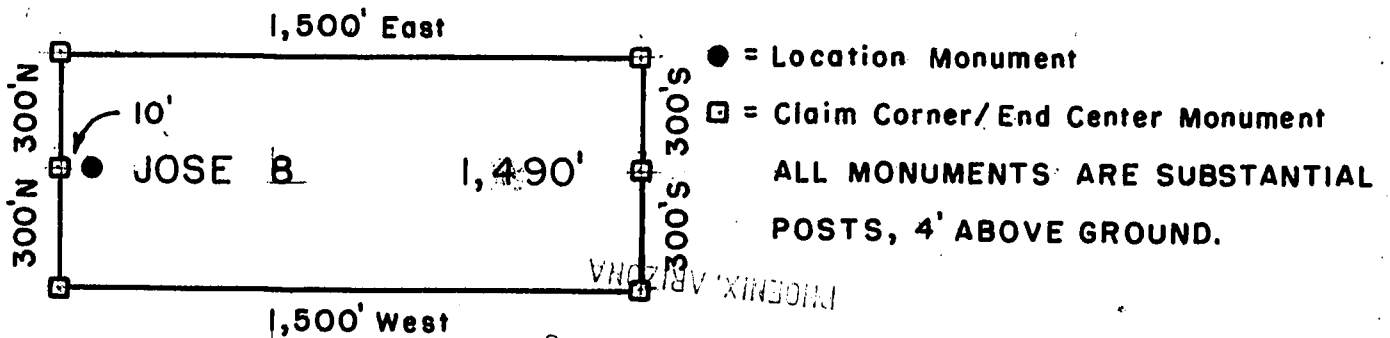 1,500' East
300'N
300'N
10'
JOSE B
1,490'
300'S
300'S
1,500' West
● = Location Monument
⊡ = Claim Corner/End Center Monument
ALL MONUMENTS ARE SUBSTANTIAL
POSTS, 4' ABOVE GROUND.
PHOENIX, ARIZONA